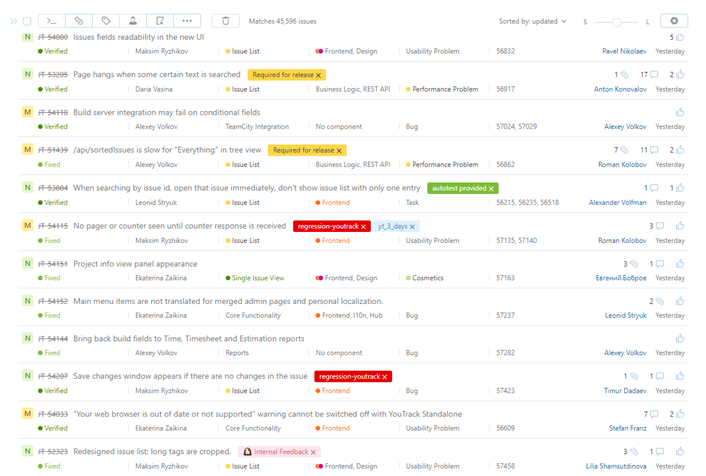 >_ ••• Matches 45,596 issues Sorted by: updated S L
N JT-54080 Issues fields readability in the new UI 5
Verified Maksim Ryzhikov Issue List Frontend, Design Usability Problem 56832 Pavel Nikolaev Yesterday
N JT-53205 Page hangs when some certain text is searched Required for release × 1 17 2
Verified Daria Vasina Issue List Business Logic, REST API Performance Problem 56917 Anton Konovalov Yesterday
M JT-54118 Build server integration may fail on conditional fields
Verified Alexey Volkov TeamCity Integration No component Bug 57024, 57029 Alexey Volkov Yesterday
M JT-51439 /api/sortedIssues is slow for "Everything" in tree view Required for release × 7 11 2
Fixed Alexey Volkov Issue List Business Logic, REST API Performance Problem 56862 Roman Kolobov Yesterday
N JT-53884 When searching by issue id, open that issue immediately, don't show issue list with only one entry autotest provided × 1 1
Verified Leonid Stryuk Issue List Frontend Task 56215, 56235, 56518 Alexander Volfman Yesterday
M JT-54115 No pager or counter seen until counter response is received regression-youtrack × yt_3_days × 3
Fixed Maksim Ryzhikov Issue List Frontend Usability Problem 57135, 57140 Roman Kolobov Yesterday
N JT-54151 Project info view panel appearance 3 1
Fixed Ekaterina Zaikina Single Issue View Frontend, Design Cosmetics 57163 Евгений.Бобров Yesterday
N JT-54152 Main menu items are not translated for merged admin pages and personal localization. 2
Fixed Ekaterina Zaikina Core Functionality Frontend, l10n, Hub Bug 57237 Leonid Stryuk Yesterday
N JT-54144 Bring back build fields to Time, Timesheet and Estimation reports
Fixed Alexey Volkov Reports No component Bug 57282 Alexey Volkov Yesterday
N JT-54207 Save changes window appears if there are no changes in the issue regression-youtrack × 1 1
Verified Maksim Ryzhikov Issue List Frontend Bug 57423 Timur Dadaev Yesterday
M JT-54033 "Your web browser is out of date or not supported" warning cannot be switched off with YouTrack Standalone 7 2
Verified Ekaterina Zaikina Core Functionality Frontend Usability Problem 56609 Stefan Franz Yesterday
N JT-52323 Redesigned issue list: long tags are cropped. Internal Feedback × 3 1
Fixed Maksim Ryzhikov Issue List Frontend, Design Usability Problem 57458 Lilia Shamsutdinova Yesterday